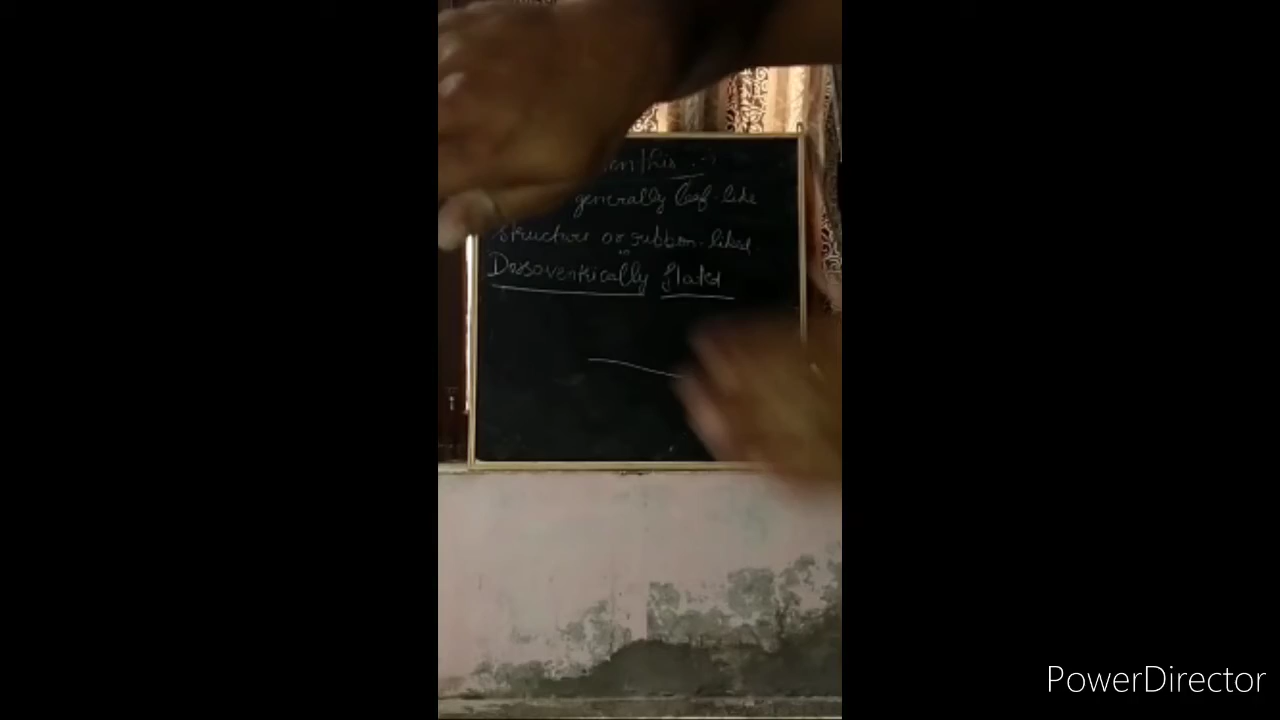 generally leaf-like
structure or ribbon-liked
Dorsoventrically flated
PowerDirector